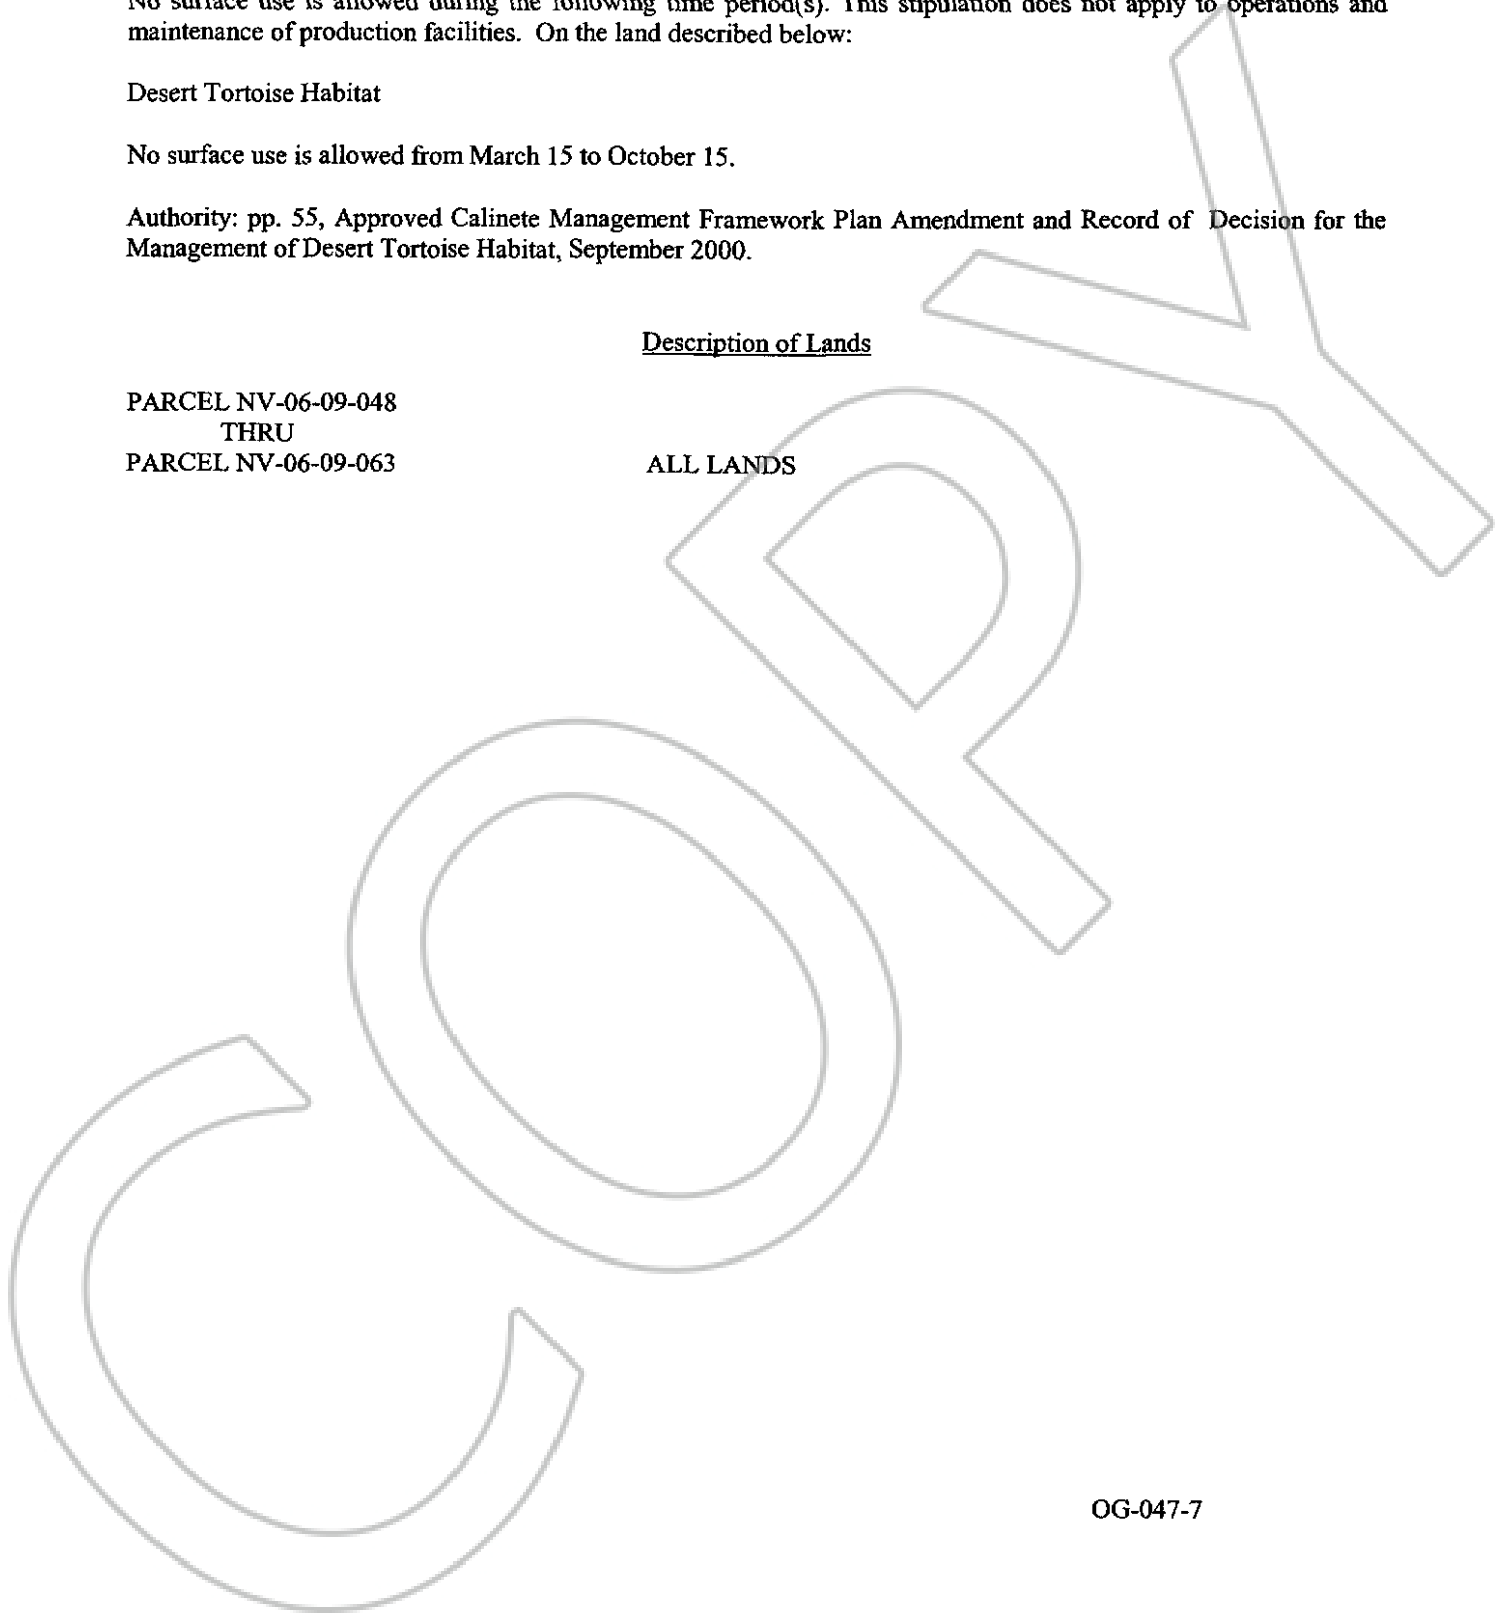 No surface use is allowed during the following time period(s). This stipulation does not apply to operations and
maintenance of production facilities. On the land described below:
Desert Tortoise Habitat
No surface use is allowed from March 15 to October 15.
Authority: pp. 55, Approved Calinete Management Framework Plan Amendment and Record of Decision for the
Management of Desert Tortoise Habitat, September 2000.
Description of Lands
PARCEL NV-06-09-048
THRU
PARCEL NV-06-09-063 ALL LANDS
COPY
OG-047-7